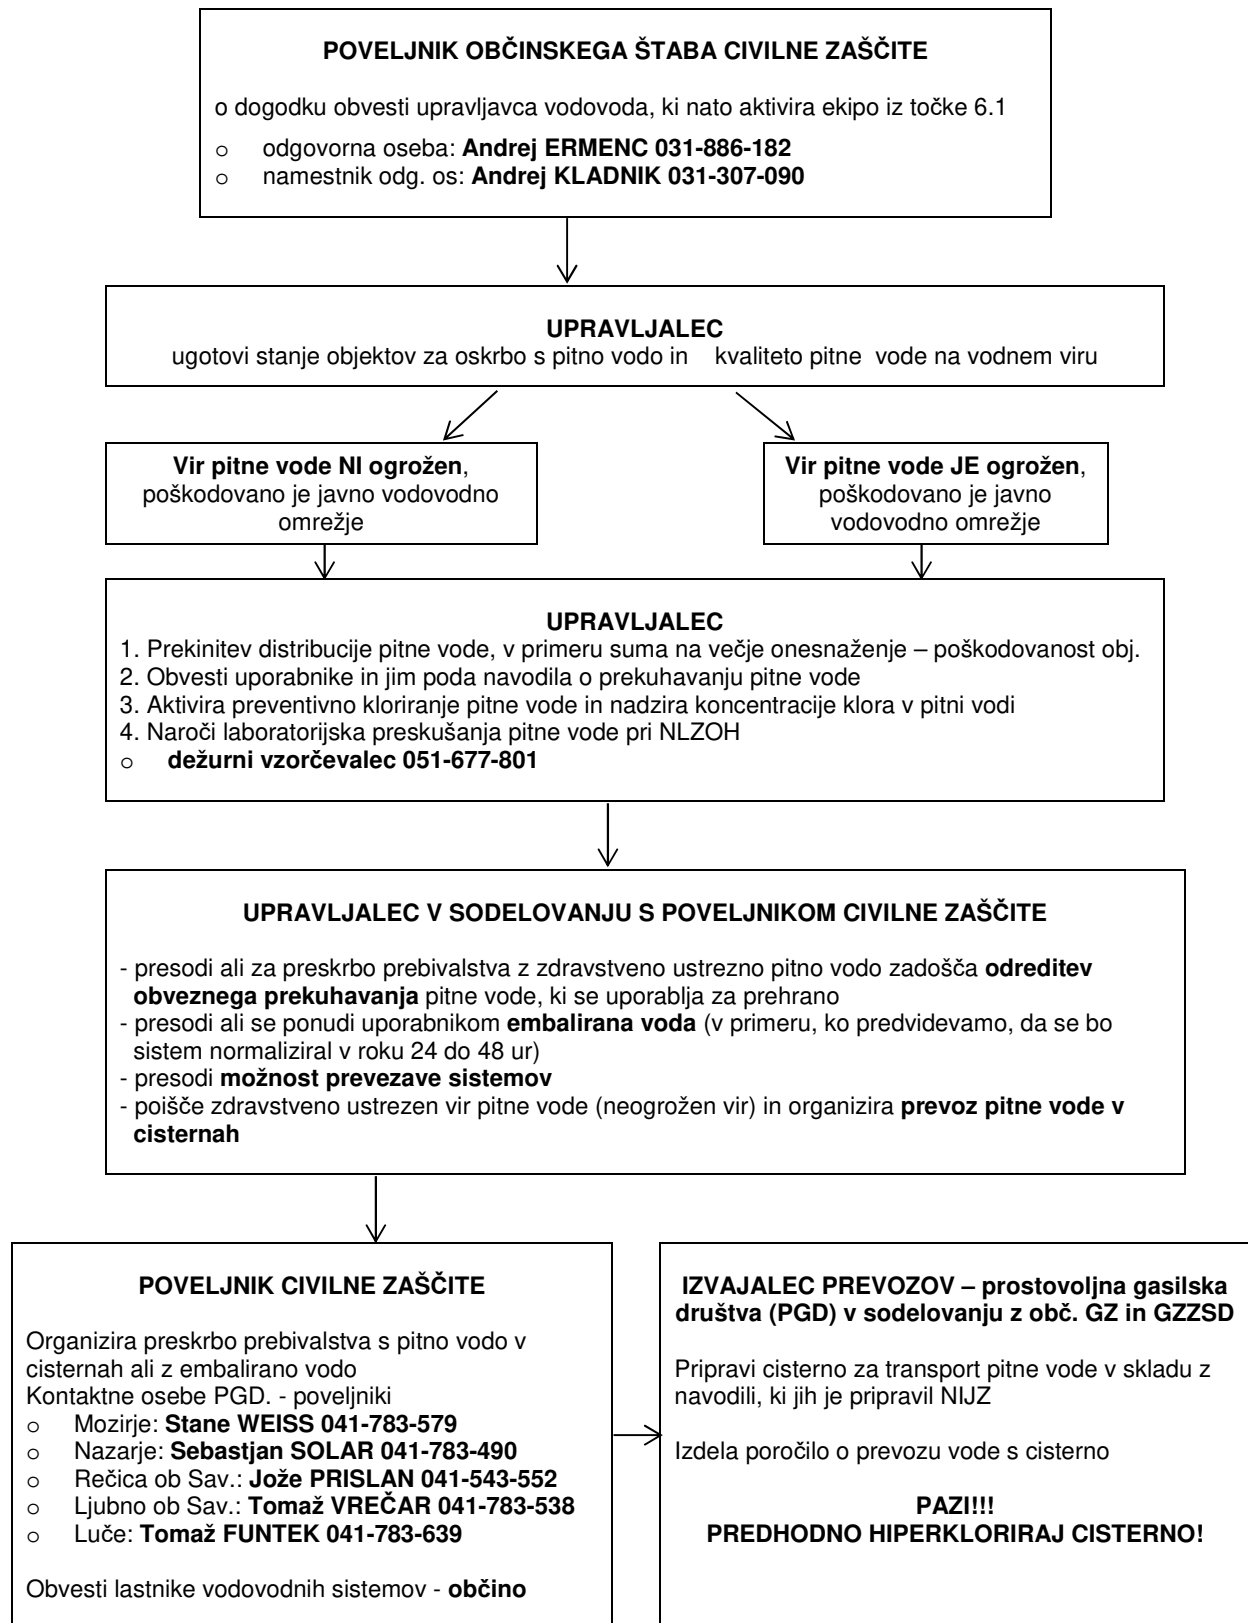 POVELJNIK OBČINSKEGA ŠTABA CIVILNE ZAŠČITE
o dogodku obvesti upravljavca vodovoda, ki nato aktivira ekipo iz točke 6.1
o odgovorna oseba: Andrej ERMENC 031-886-182
o namestnik odg. os: Andrej KLADNIK 031-307-090
UPRAVLJALEC
ugotovi stanje objektov za oskrbo s pitno vodo in kvaliteto pitne vode na vodnem viru
Vir pitne vode NI ogrožen,
poškodovano je javno vodovodno
omrežje
Vir pitne vode JE ogrožen,
poškodovano je javno
vodovodno omrežje
UPRAVLJALEC
1. Prekinitev distribucije pitne vode, v primeru suma na večje onesnaženje – poškodovanost obj.
2. Obvesti uporabnike in jim poda navodila o prekuhavanju pitne vode
3. Aktivira preventivno kloriranje pitne vode in nadzira koncentracije klora v pitni vodi
4. Naroči laboratorijska preskušanja pitne vode pri NLZOH
o dežurni vzorčevalec 051-677-801
UPRAVLJALEC V SODELOVANJU S POVELJNIKOM CIVILNE ZAŠČITE
- presodi ali za preskrbo prebivalstva z zdravstveno ustrezno pitno vodo zadošča odreditev
obveznega prekuhavanja pitne vode, ki se uporablja za prehrano
- presodi ali se ponudi uporabnikom embalirana voda (v primeru, ko predvidevamo, da se bo
sistem normaliziral v roku 24 do 48 ur)
- presodi možnost prevezave sistemov
- poišče zdravstveno ustrezen vir pitne vode (neogrožen vir) in organizira prevoz pitne vode v
cisternah
POVELJNIK CIVILNE ZAŠČITE
Organizira preskrbo prebivalstva s pitno vodo v
cisternah ali z embalirano vodo
Kontaktne osebe PGD. - poveljniki
o Mozirje: Stane WEISS 041-783-579
o Nazarje: Sebastjan SOLAR 041-783-490
o Rečica ob Sav.: Jože PRISLAN 041-543-552
o Ljubno ob Sav.: Tomaž VREČAR 041-783-538
o Luče: Tomaž FUNTEK 041-783-639
Obvesti lastnike vodovodnih sistemov - občino
IZVAJALEC PREVOZOV – prostovoljna gasilska
društva (PGD) v sodelovanju z obč. GZ in GZZSD
Pripravi cisterno za transport pitne vode v skladu z
navodili, ki jih je pripravil NIJZ
Izdela poročilo o prevozu vode s cisterno
PAZI!!!
PREDHODNO HIPERKLORIRAJ CISTERNO!